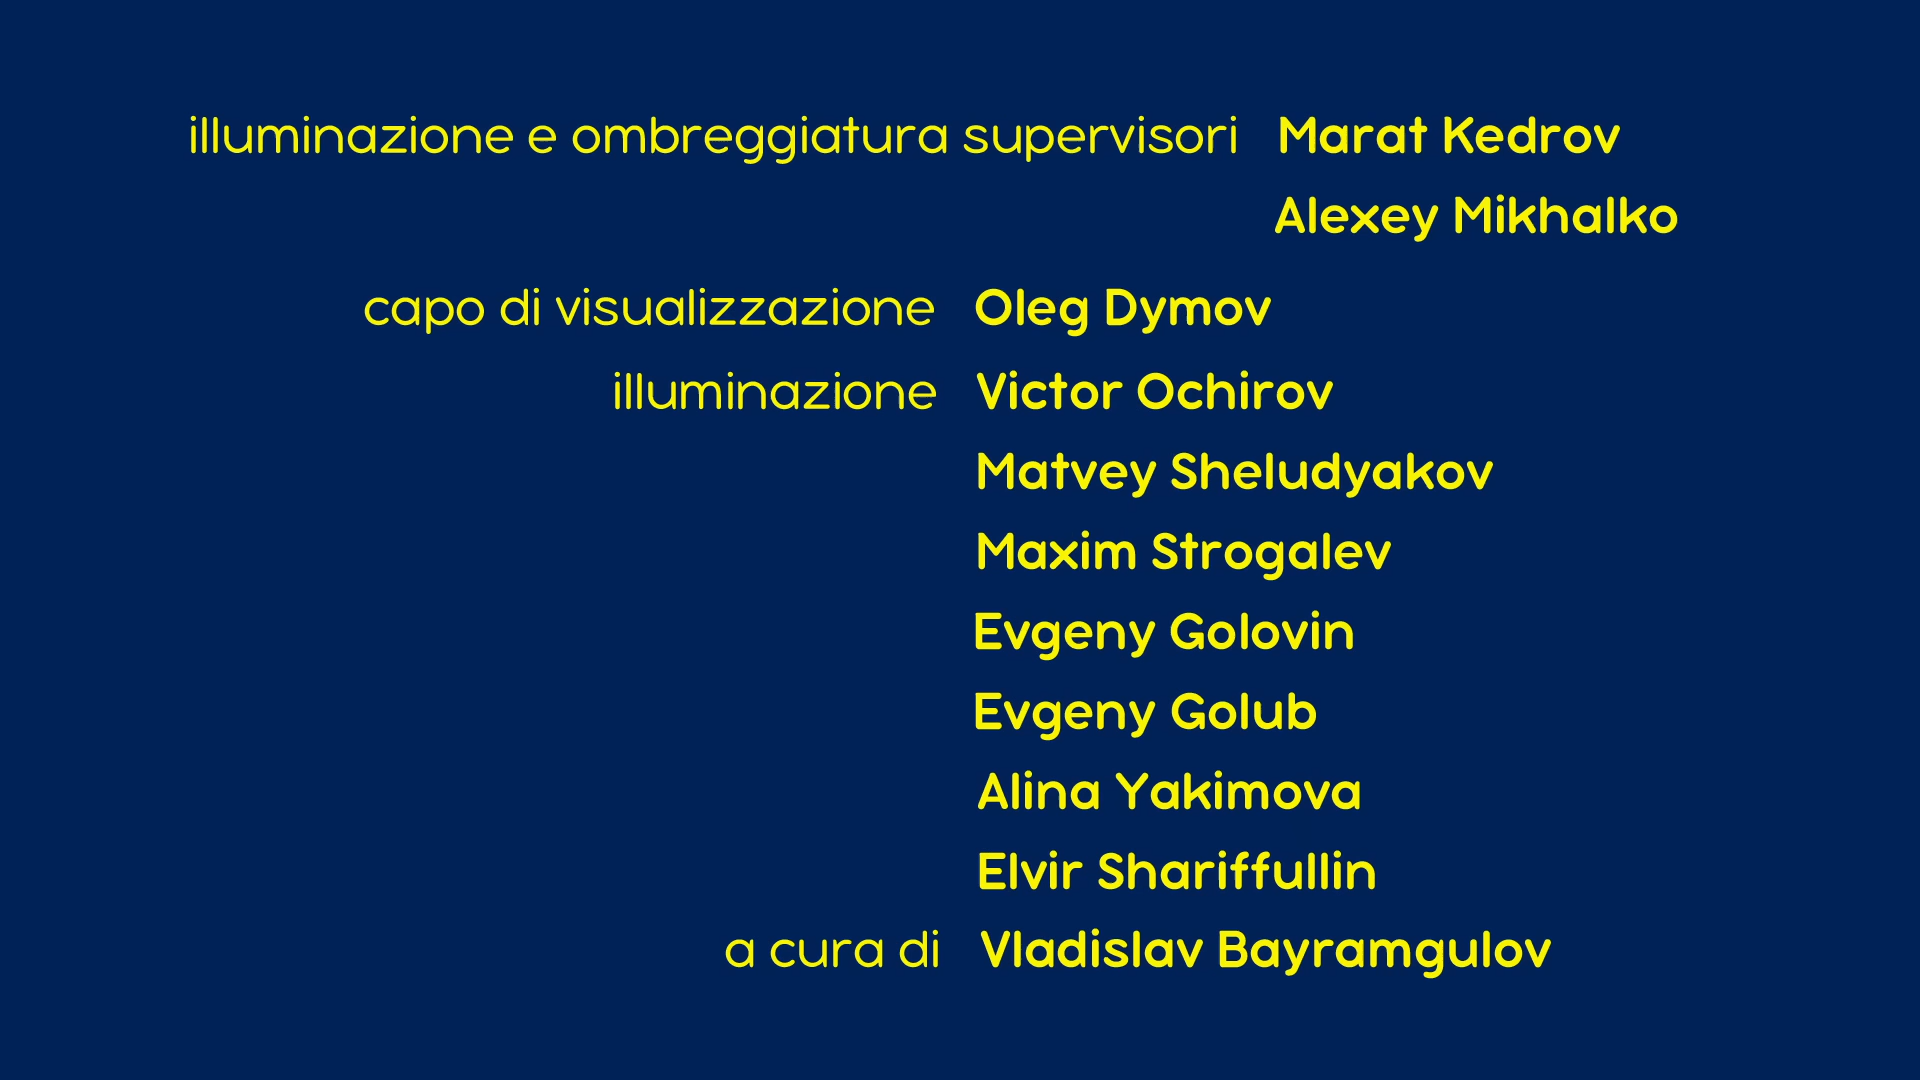 illuminazione e ombreggiatura supervisori Marat Kedrov
Alexey Mikhalko
capo di visualizzazione Oleg Dymov
illuminazione Victor Ochirov
Matvey Sheludyakov
Maxim Strogalev
Evgeny Golovin
Evgeny Golub
Alina Yakimova
Elvir Shariffullin
a cura di Vladislav Bayramgulov